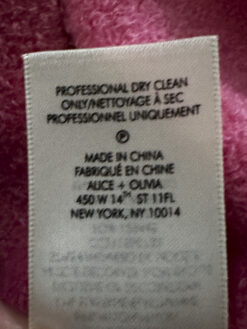 PROFESSIONAL DRY CLEAN
ONLY/NETTOYAGE À SEC
PROFESSIONNEL UNIQUEMENT
P
MADE IN CHINA
FABRIQUÉ EN CHINE
ALICE + OLIVIA
450 W 14TH ST 11FL
NEW YORK, NY 10014